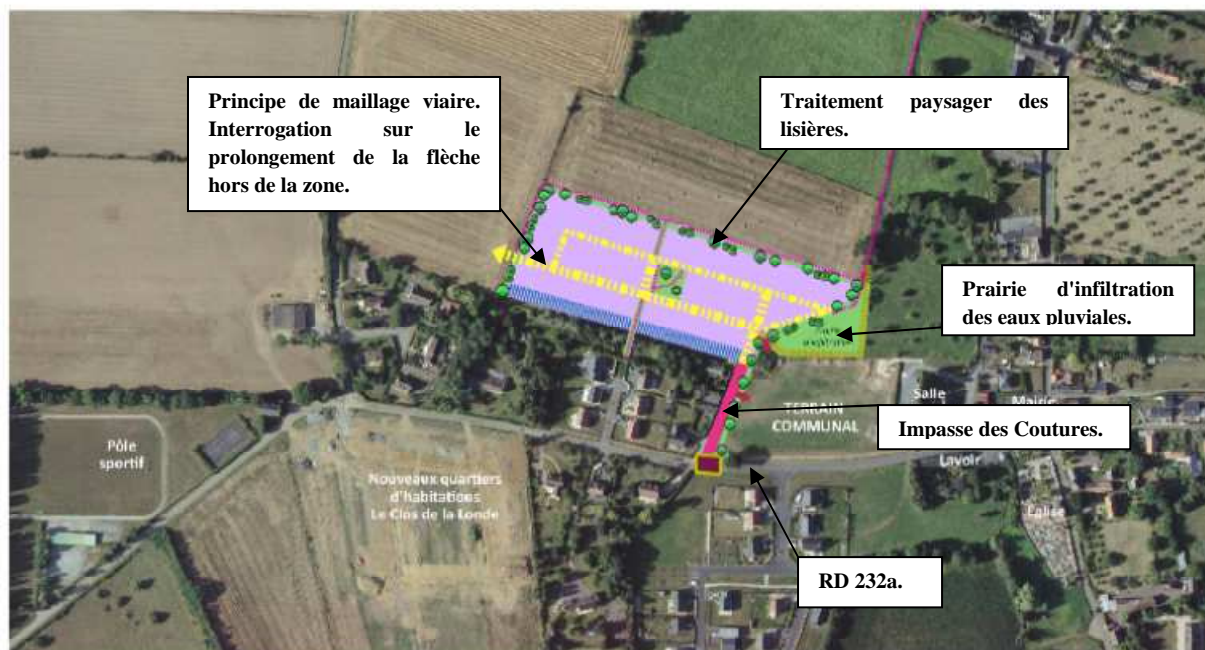 Principe de maillage viaire.
Interrogation sur le
prolongement de la flèche
hors de la zone.
Traitement paysager des
lisières.
Prairie d'infiltration
des eaux pluviales.
Salle
Mairie
TERRAIN
COMMUNAL
Impasse des Coutures.
Lavoir
Pôle
sportif
Nouveaux quartiers
d'habitations
Le Clos de la Londe
Eglise
RD 232a.